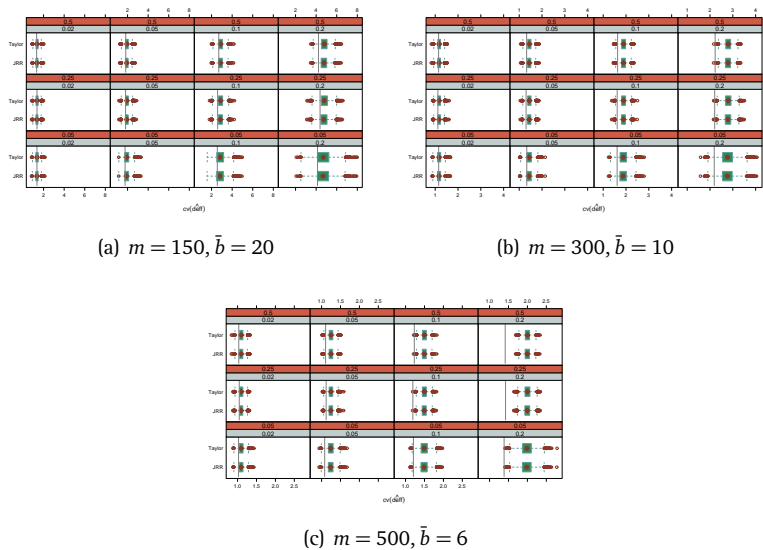 2 4 6 8 2 4 6 8
0.5 0.5 0.5 0.5
0.02 0.05 0.1 0.2
Taylor
JRR
0.25 0.25 0.25 0.25
0.02 0.05 0.1 0.2
Taylor
JRR
0.05 0.05 0.05 0.05
0.02 0.05 0.1 0.2
Taylor
JRR
2 4 6 8 2 4 6 8
cv(def̂f)
(a) m = 150, b̄ = 20
1 2 3 4 1 2 3 4
0.5 0.5 0.5 0.5
0.02 0.05 0.1 0.2
Taylor
JRR
0.25 0.25 0.25 0.25
0.02 0.05 0.1 0.2
Taylor
JRR
0.05 0.05 0.05 0.05
0.02 0.05 0.1 0.2
Taylor
JRR
1 2 3 4 1 2 3 4
cv(def̂f)
(b) m = 300, b̄ = 10
1.0 1.5 2.0 2.5 1.0 1.5 2.0 2.5
0.5 0.5 0.5 0.5
0.02 0.05 0.1 0.2
Taylor
JRR
0.25 0.25 0.25 0.25
0.02 0.05 0.1 0.2
Taylor
JRR
0.05 0.05 0.05 0.05
0.02 0.05 0.1 0.2
Taylor
JRR
1.0 1.5 2.0 2.5 1.0 1.5 2.0 2.5
cv(def̂f)
(c) m = 500, b̄ = 6